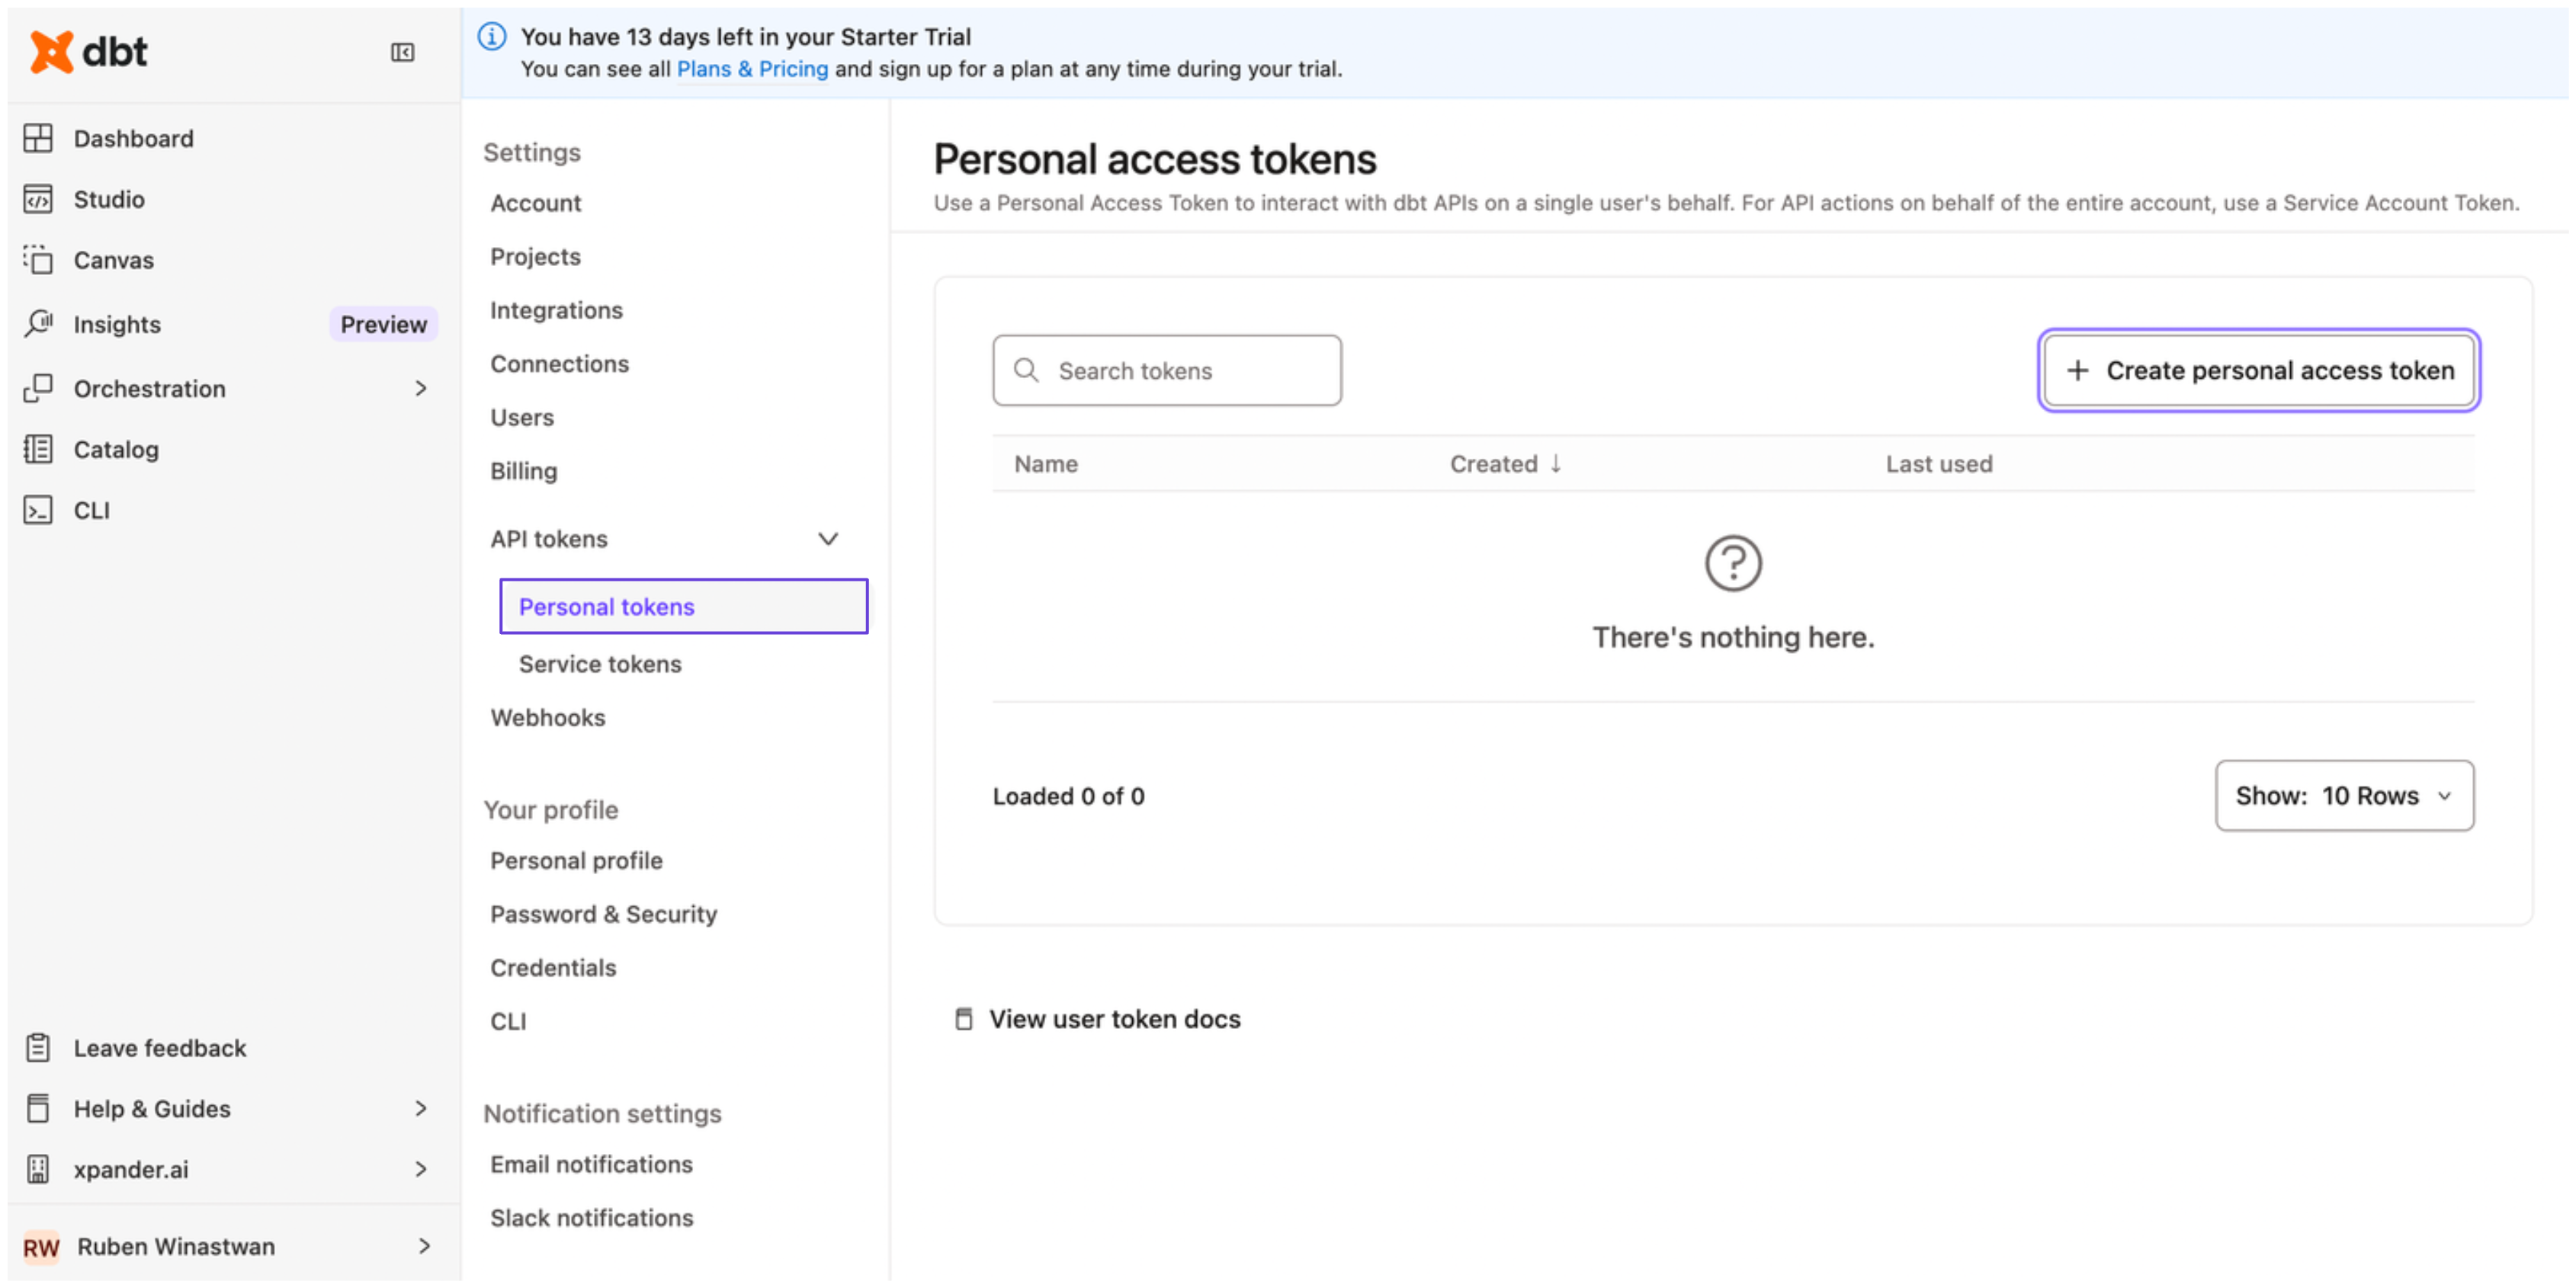 dbt
You have 13 days left in your Starter Trial
You can see all Plans & Pricing and sign up for a plan at any time during your trial.
Dashboard
Studio
Canvas
Insights Preview
Orchestration
Catalog
CLI
Leave feedback
Help & Guides
xpander.ai
RW Ruben Winastwan
Settings
Account
Projects
Integrations
Connections
Users
Billing
API tokens
Personal tokens
Service tokens
Webhooks
Your profile
Personal profile
Password & Security
Credentials
CLI
Notification settings
Email notifications
Slack notifications
Personal access tokens
Use a Personal Access Token to interact with dbt APIs on a single user's behalf. For API actions on behalf of the entire account, use a Service Account Token.
Search tokens
+ Create personal access token
Name Created ↓ Last used
There's nothing here.
Loaded 0 of 0
Show: 10 Rows
View user token docs